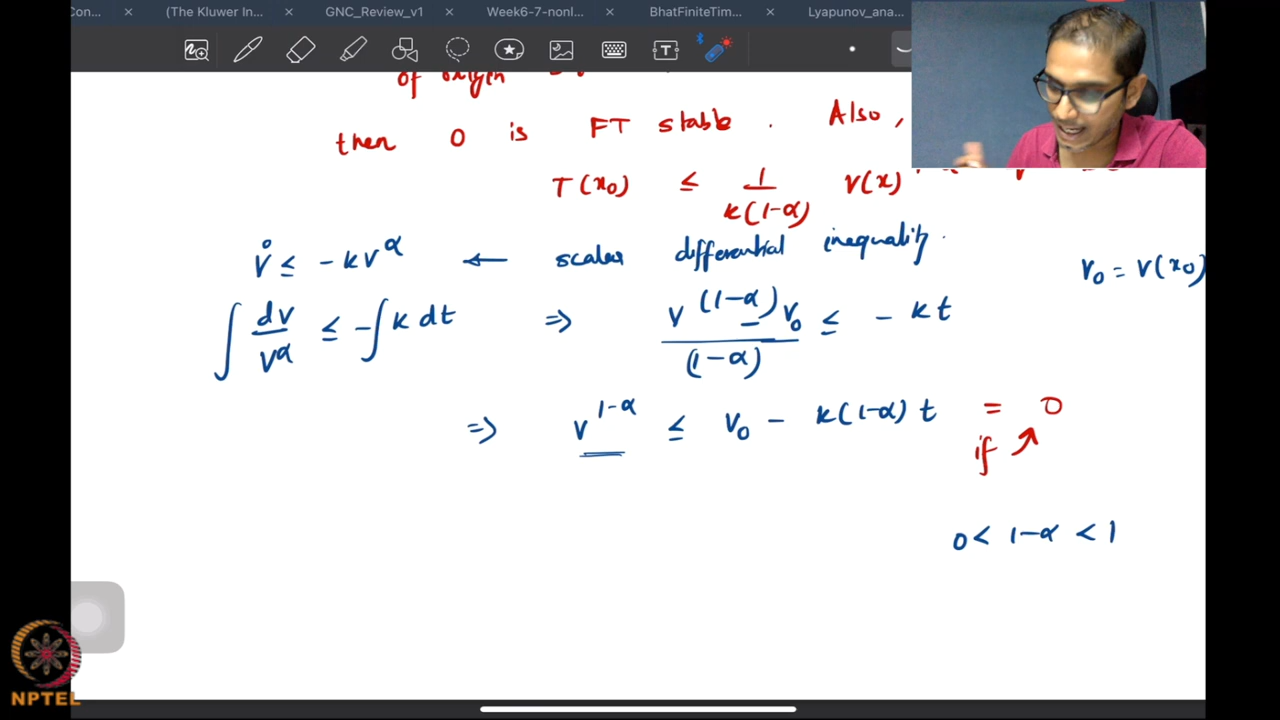 Con... × (The Kluwer In... × GNC_Review_v1 × Week6-7-nonl... × BhatFiniteTim... × Lyapunov_ana...
of origin
then 0 is FT stable. Also,
T(x₀) ≤ 1/k(1-α) V(x)
V̇ ≤ -kV^α ← scalar differential inequality.
V₀ = V(x₀)
∫ dV/V^α ≤ -∫ k dt ⇒ V^(1-α) V₀/(1-α) ≤ - kt
⇒ V^1-α ≤ V₀ - k(1-α)t = 0
if
0 < 1-α < 1
NPTEL